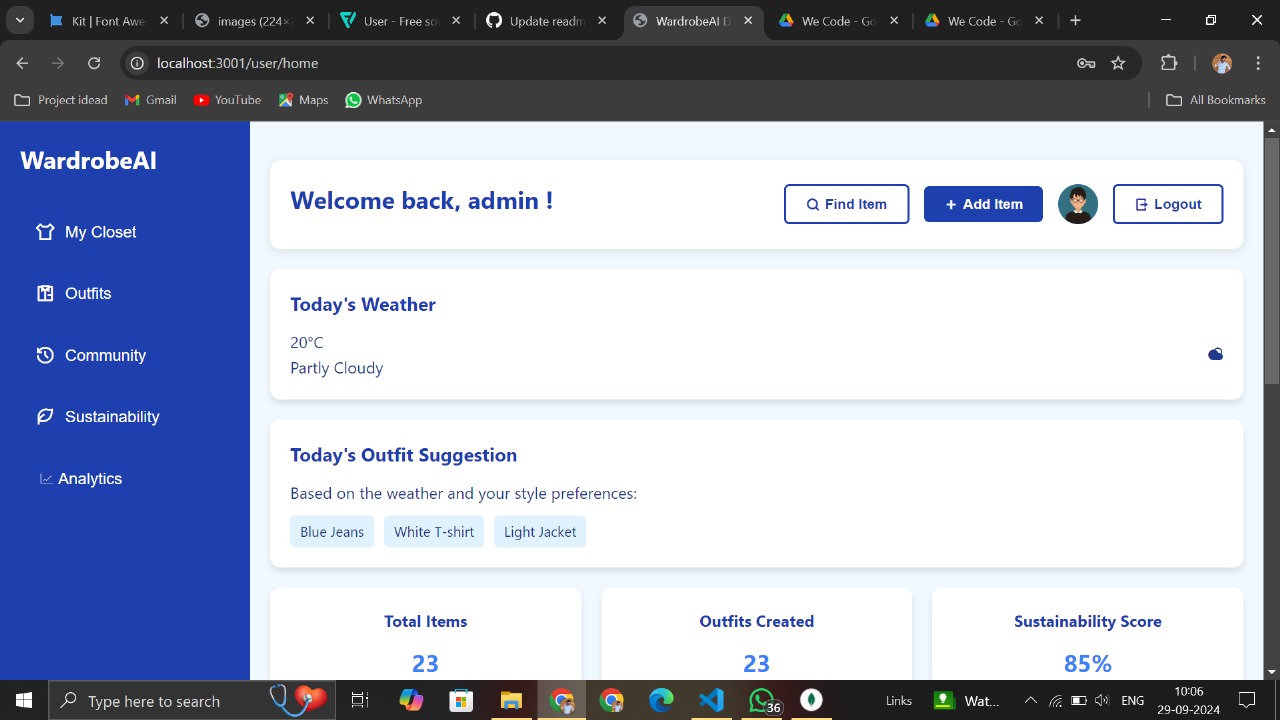 Kit | Font Awes
images (224×
User - Free so
Update readm
WardrobeAI D
We Code - Go
We Code - Go
localhost:3001/user/home
Project idead
Gmail
YouTube
Maps
WhatsApp
All Bookmarks
WardrobeAI
My Closet
Outfits
Community
Sustainability
Analytics
Welcome back, admin !
Find Item
+ Add Item
Logout
Today's Weather
20°C
Partly Cloudy
Today's Outfit Suggestion
Based on the weather and your style preferences:
Blue Jeans White T-shirt Light Jacket
Total Items Outfits Created Sustainability Score
23 23 85%
Type here to search
36
Links
Wat...
ENG
10:06
29-09-2024